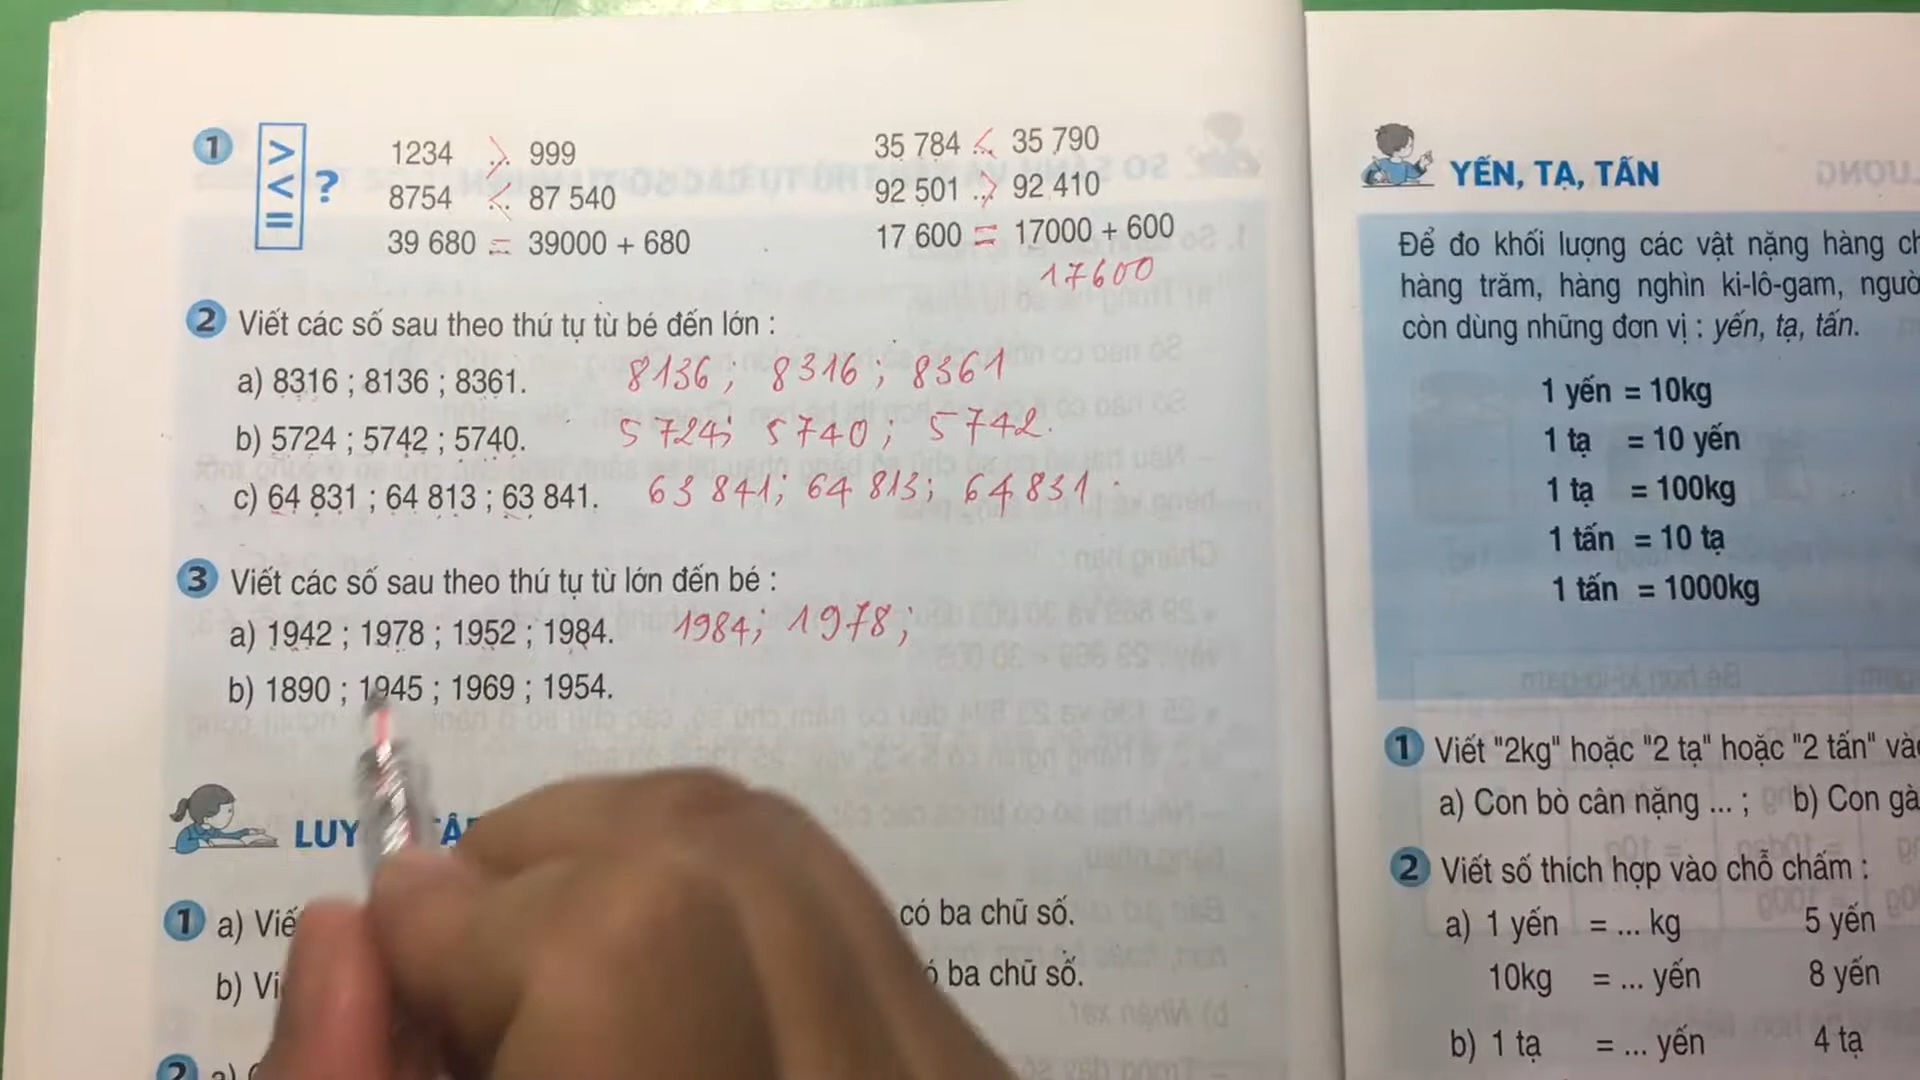 1 > < = ?
1234 > 999
8754 < 87 540
39 680 = 39000 + 680
35 784 < 35 790
92 501 > 92 410
17 600 = 17000 + 600
17600
2 Viết các số sau theo thứ tự từ bé đến lớn :
a) 8316 ; 8136 ; 8361. 8136 ; 8316 ; 8361
b) 5724 ; 5742 ; 5740. 5724; 5740 ; 5742.
c) 64 831 ; 64 813 ; 63 841. 63 841; 64 813; 64 831.
3 Viết các số sau theo thứ tự từ lớn đến bé :
a) 1942 ; 1978 ; 1952 ; 1984. 1984; 1978;
b) 1890 ; 1945 ; 1969 ; 1954.
LUY
1 a) Viế có ba chữ số.
b) Vi ba chữ số.
2 a)
YẾN, TẠ, TẤN
Để đo khối lượng các vật nặng hàng ch
hàng trăm, hàng nghìn ki-lô-gam, ngườ
còn dùng những đơn vị : yến, tạ, tấn.
1 yến = 10kg
1 tạ = 10 yến
1 tạ = 100kg
1 tấn = 10 tạ
1 tấn = 1000kg
1 Viết "2kg" hoặc "2 tạ" hoặc "2 tấn" và
a) Con bò cân nặng ... ; b) Con gà
2 Viết số thích hợp vào chỗ chấm :
a) 1 yến = ... kg 5 yến
10kg = ... yến 8 yến
b) 1 tạ = ... yến 4 tạ